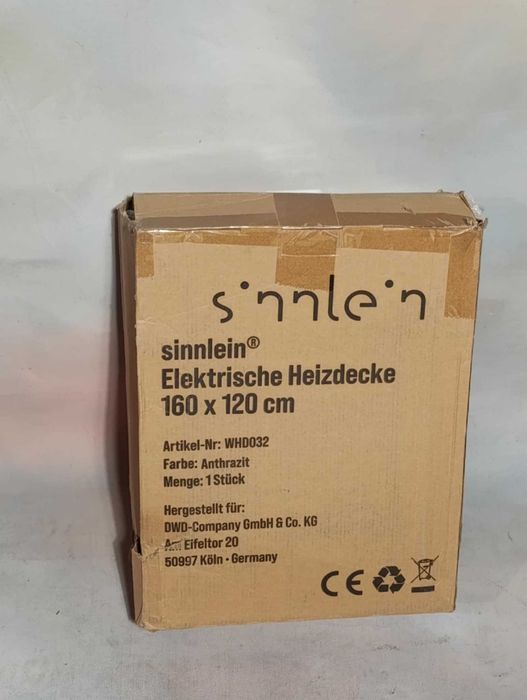 sinnlein
sinnlein®
Elektrische Heizdecke
160 x 120 cm
Artikel-Nr: WHD032
Farbe: Anthrazit
Menge: 1 Stück
Hergestellt für:
DWD-Company GmbH & Co. KG
Am Eifeltor 20
50997 Köln • Germany
CE